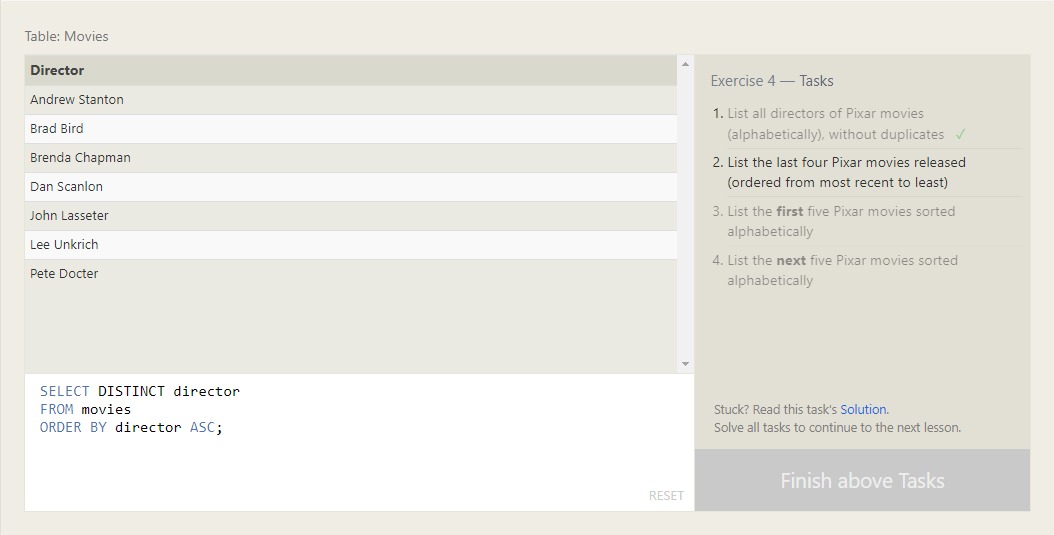 Table: Movies
Director
Andrew Stanton
Brad Bird
Brenda Chapman
Dan Scanlon
John Lasseter
Lee Unkrich
Pete Docter
SELECT DISTINCT director
FROM movies
ORDER BY director ASC;
RESET
Exercise 4 — Tasks
1. List all directors of Pixar movies
(alphabetically), without duplicates ✓
2. List the last four Pixar movies released
(ordered from most recent to least)
3. List the first five Pixar movies sorted
alphabetically
4. List the next five Pixar movies sorted
alphabetically
Stuck? Read this task's Solution.
Solve all tasks to continue to the next lesson.
Finish above Tasks